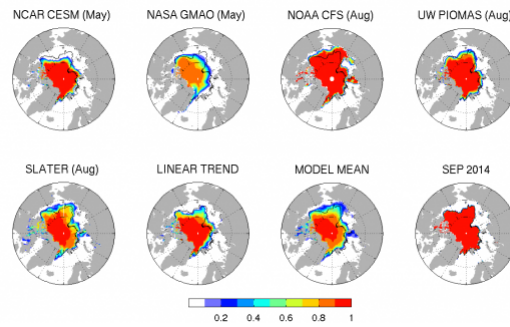 NCAR CESM (May) NASA GMAO (May) NOAA CFS (Aug) UW PIOMAS (Aug)
SLATER (Aug) LINEAR TREND MODEL MEAN SEP 2014
0.2 0.4 0.6 0.8 1